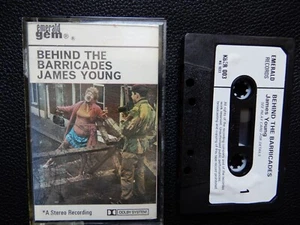 emerald
gem®
BEHIND THE
BARRICADES
JAMES YOUNG
*A Stereo Recording
DOLBY SYSTEM
EMERALD
RECORDS
BEHIND THE BARRICADES
James Young
1